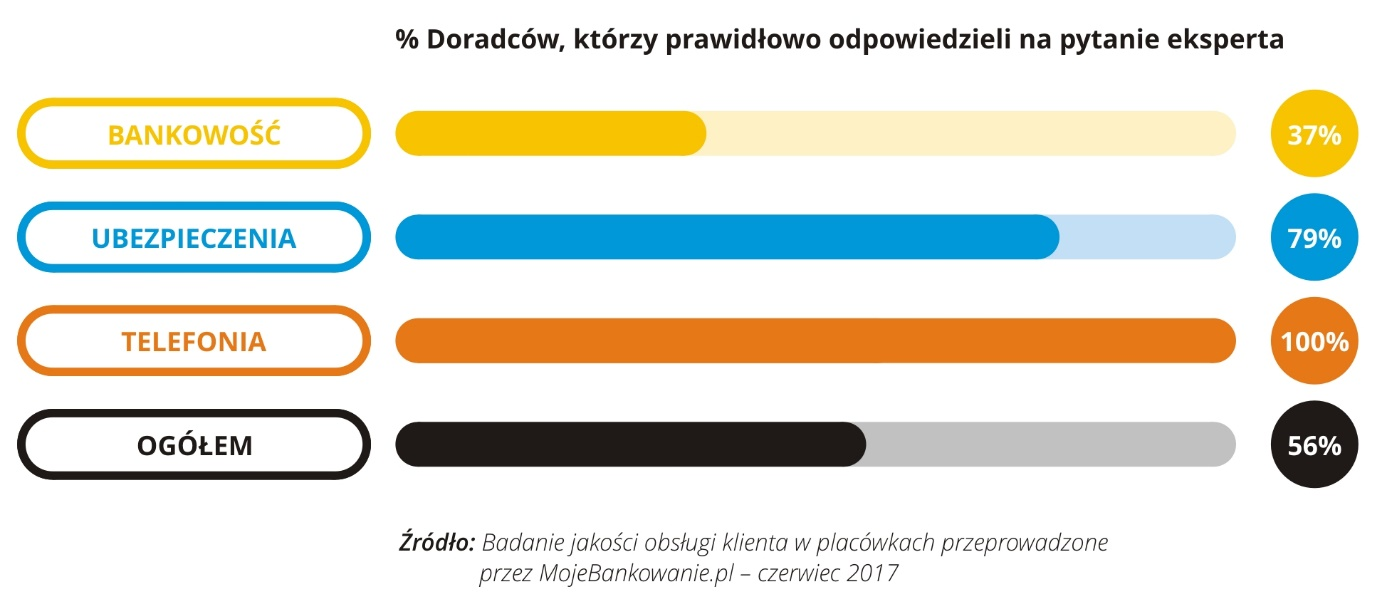 % Doradców, którzy prawidłowo odpowiedzieli na pytanie eksperta
BANKOWOŚĆ 37%
UBEZPIECZENIA 79%
TELEFONIA 100%
OGÓŁEM 56%
Źródło: Badanie jakości obsługi klienta w placówkach przeprowadzone
przez MojeBankowanie.pl – czerwiec 2017